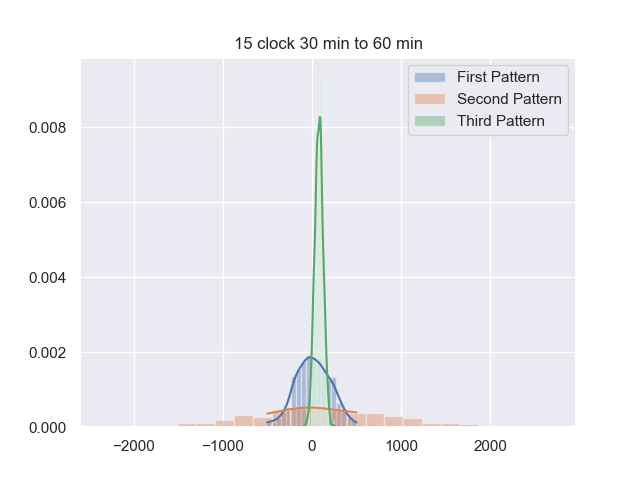 15 clock 30 min to 60 min
First Pattern
Second Pattern
Third Pattern
0.008
0.006
0.004
0.002
0.000
−2000 −1000 0 1000 2000